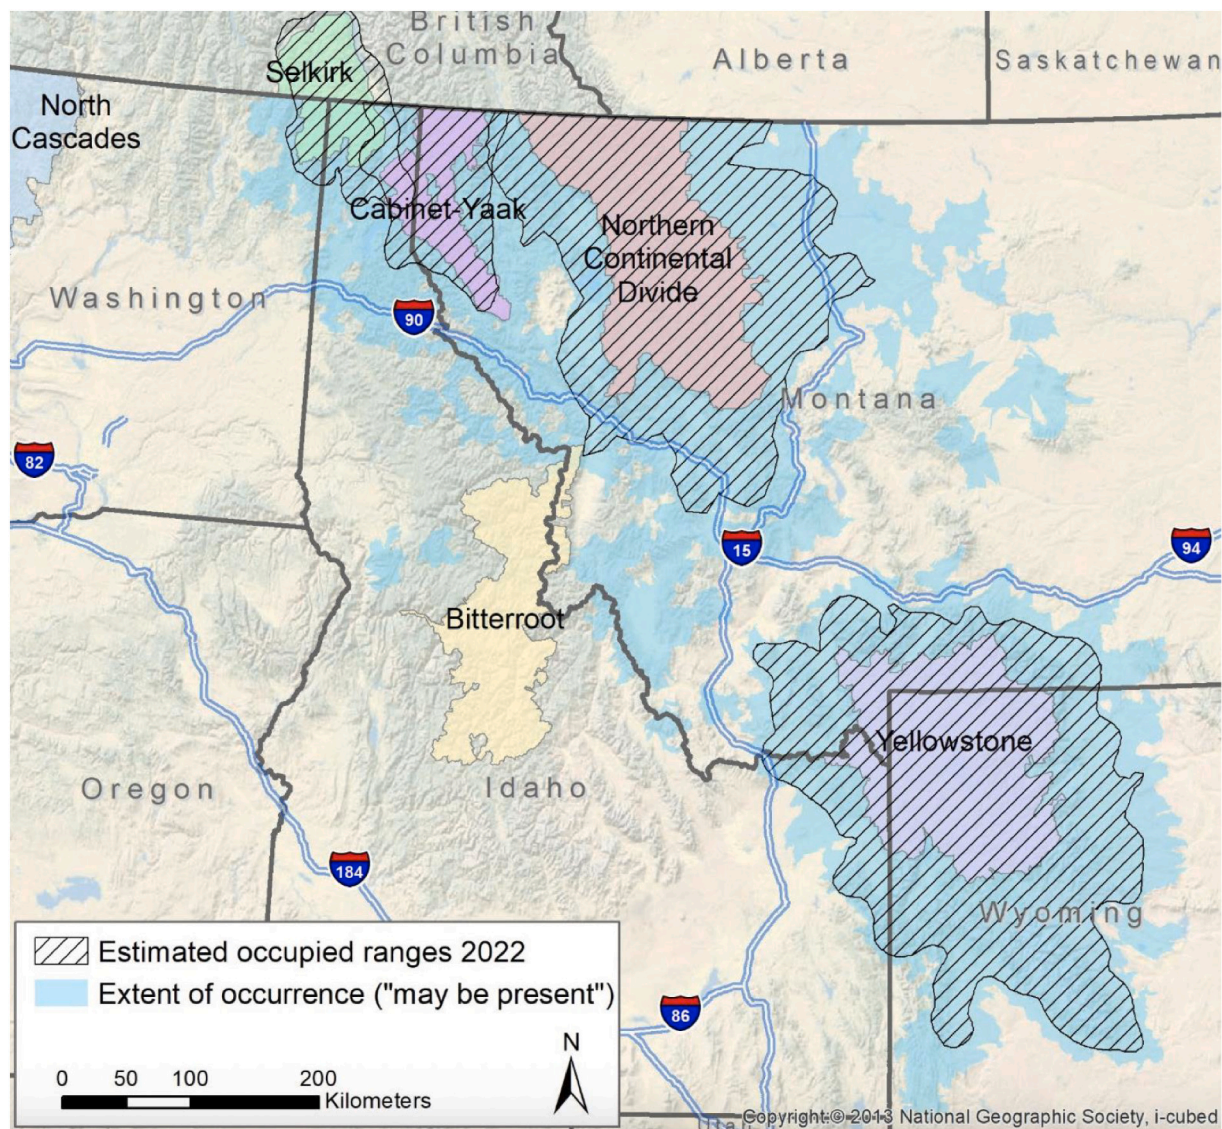 British
Columbia
Alberta
Saskatchewan
Selkirk
North
Cascades
Cabinet-Yaak
Northern
Continental
Divide
Washington
90
Montana
82
15
94
Bitterroot
Yellowstone
Oregon
Idaho
184
Wyoming
Estimated occupied ranges 2022
Extent of occurrence ("may be present")
86
N
0 50 100 200
Kilometers
Copyright:© 2013 National Geographic Society, i-cubed